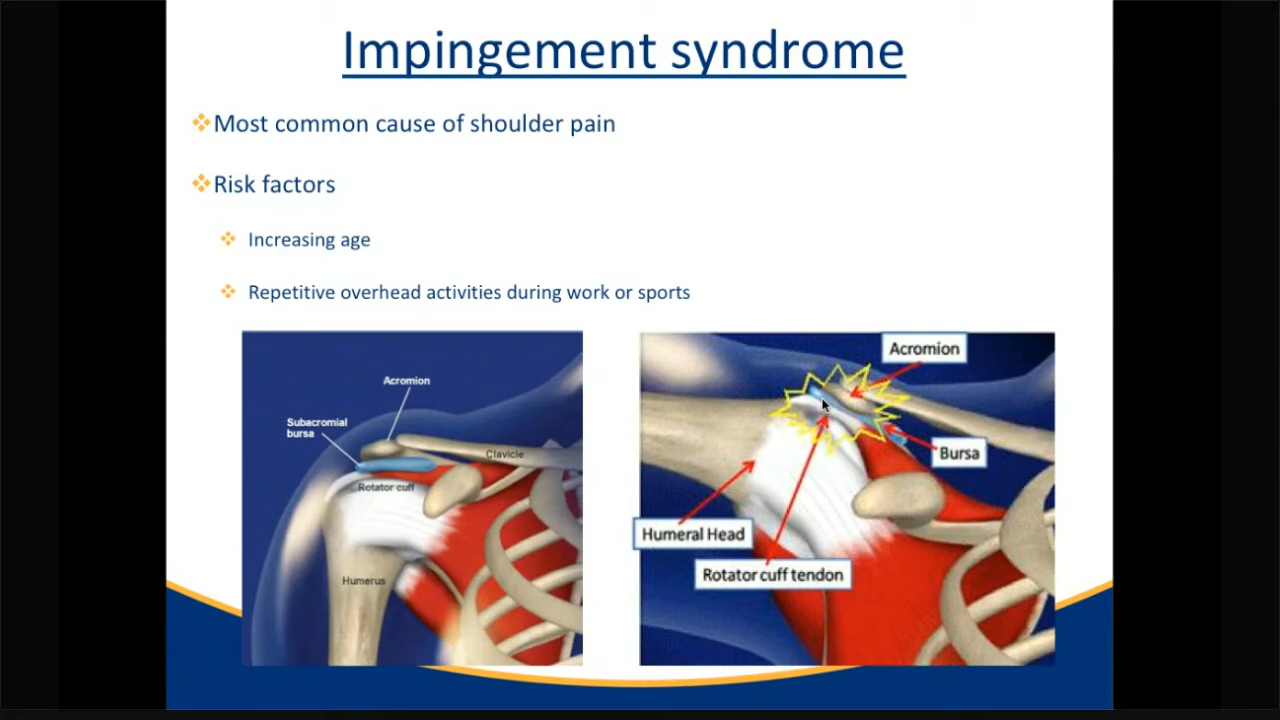 Impingement syndrome
Most common cause of shoulder pain
Risk factors
Increasing age
Repetitive overhead activities during work or sports
Acromion
Subacromial
bursa
Clavicle
Rotator cuff
Humerus
Acromion
Bursa
Humeral Head
Rotator cuff tendon